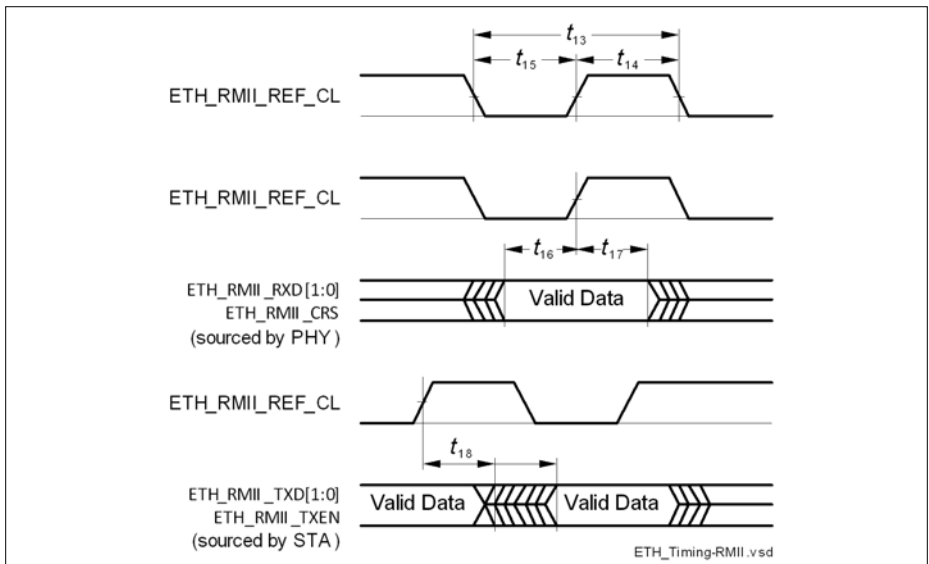 t13
t15 t14
ETH_RMII_REF_CL
ETH_RMII_REF_CL
t16 t17
ETH_RMII_RXD[1:0]
ETH_RMII_CRS
(sourced by PHY)
Valid Data
ETH_RMII_REF_CL
t18
ETH_RMII_TXD[1:0]
ETH_RMII_TXEN
(sourced by STA)
Valid Data Valid Data
ETH_Timing-RMII.vsd